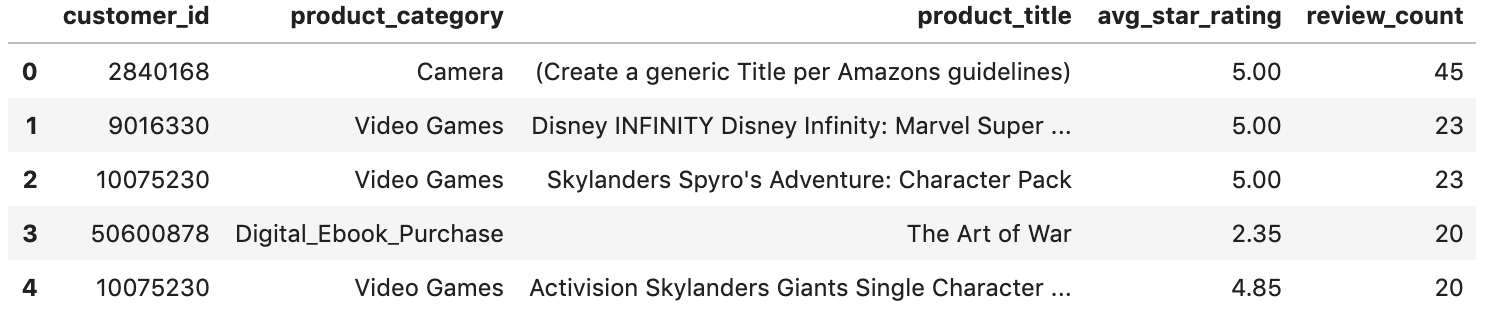 customer_id product_category product_title avg_star_rating review_count
0 2840168 Camera (Create a generic Title per Amazons guidelines) 5.00 45
1 9016330 Video Games Disney INFINITY Disney Infinity: Marvel Super ... 5.00 23
2 10075230 Video Games Skylanders Spyro's Adventure: Character Pack 5.00 23
3 50600878 Digital_Ebook_Purchase The Art of War 2.35 20
4 10075230 Video Games Activision Skylanders Giants Single Character ... 4.85 20